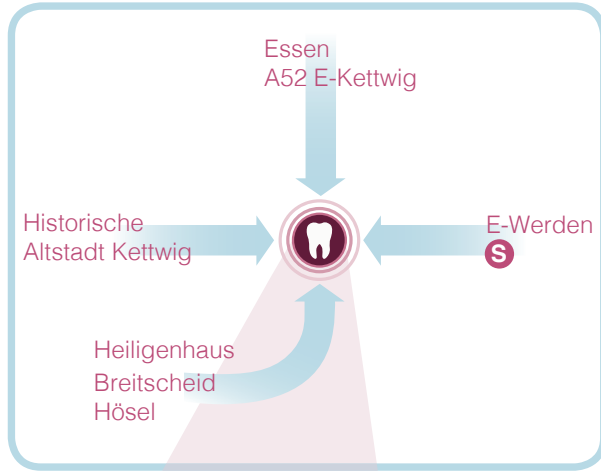 Essen
A52 E-Kettwig
Historische
Altstadt Kettwig
E-Werden
S
Heiligenhaus
Breitscheid
Hösel